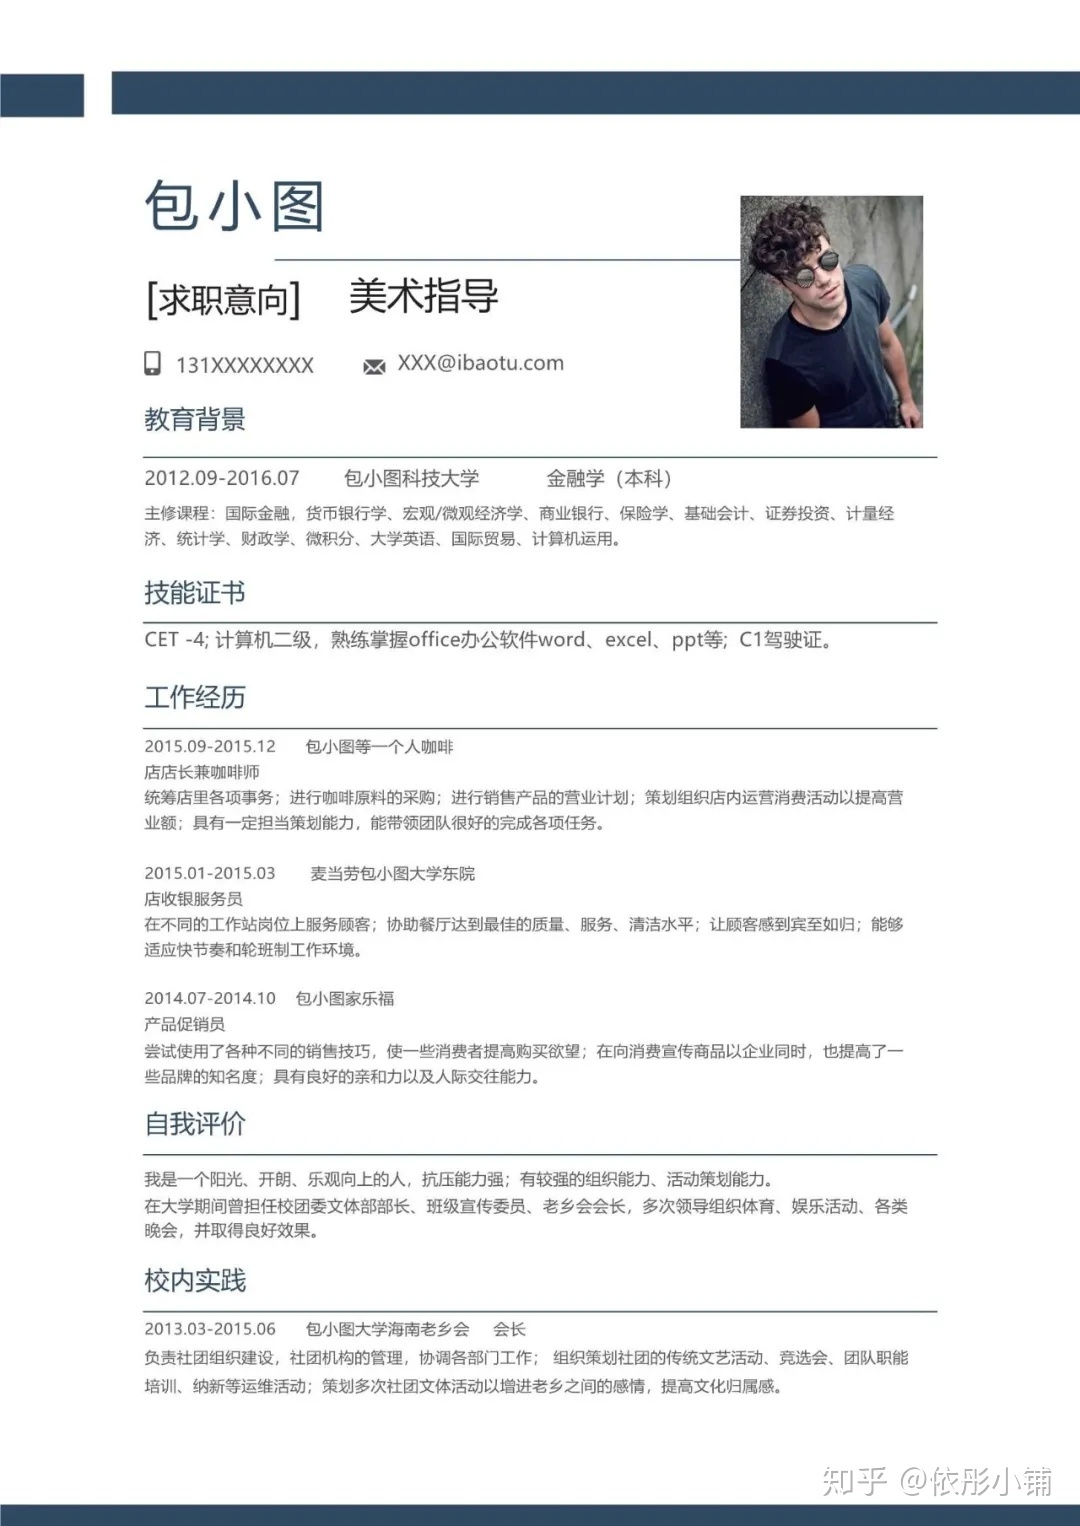 包小图
[求职意向] 美术指导
131XXXXXXXX XXX@ibaotu.com
教育背景
2012.09-2016.07 包小图科技大学 金融学（本科）
主修课程：国际金融，货币银行学、宏观/微观经济学、商业银行、保险学、基础会计、证券投资、计量经
济、统计学、财政学、微积分、大学英语、国际贸易、计算机运用。
技能证书
CET -4; 计算机二级，熟练掌握office办公软件word、excel、ppt等; C1驾驶证。
工作经历
2015.09-2015.12 包小图等一个人咖啡
店店长兼咖啡师
统筹店里各项事务；进行咖啡原料的采购；进行销售产品的营业计划；策划组织店内运营消费活动以提高营
业额；具有一定担当策划能力，能带领团队很好的完成各项任务。
2015.01-2015.03 麦当劳包小图大学东院
店收银服务员
在不同的工作站岗位上服务顾客；协助餐厅达到最佳的质量、服务、清洁水平；让顾客感到宾至如归；能够
适应快节奏和轮班制工作环境。
2014.07-2014.10 包小图家乐福
产品促销员
尝试使用了各种不同的销售技巧，使一些消费者提高购买欲望；在向消费宣传商品以企业同时，也提高了一
些品牌的知名度；具有良好的亲和力以及人际交往能力。
自我评价
我是一个阳光、开朗、乐观向上的人，抗压能力强；有较强的组织能力、活动策划能力。
在大学期间曾担任校团委文体部部长、班级宣传委员、老乡会会长，多次领导组织体育、娱乐活动、各类
晚会，并取得良好效果。
校内实践
2013.03-2015.06 包小图大学海南老乡会 会长
负责社团组织建设，社团机构的管理，协调各部门工作； 组织策划社团的传统文艺活动、竞选会、团队职能
培训、纳新等运维活动；策划多次社团文体活动以增进老乡之间的感情，提高文化归属感。
知乎 @依彤小铺